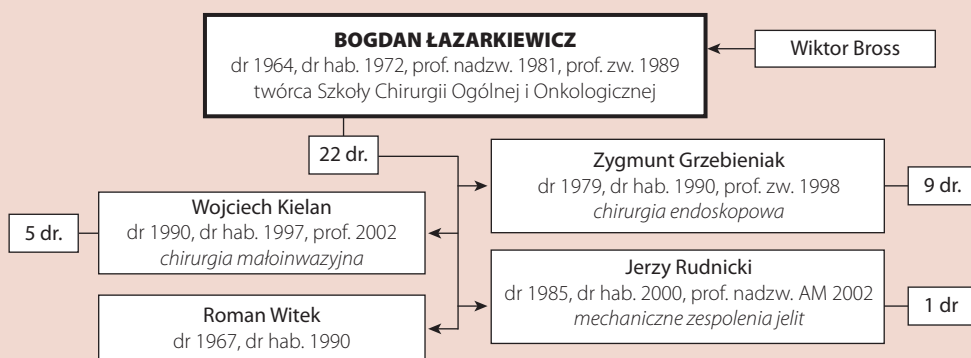 BOGDAN ŁAZARKIEWICZ
dr 1964, dr hab. 1972, prof. nadzw. 1981, prof. zw. 1989
twórca Szkoły Chirurgii Ogólnej i Onkologicznej
Wiktor Bross
22 dr.
Zygmunt Grzebieniak
dr 1979, dr hab. 1990, prof. zw. 1998
chirurgia endoskopowa
9 dr.
Wojciech Kielan
dr 1990, dr hab. 1997, prof. 2002
chirurgia małoinwazyjna
5 dr.
Jerzy Rudnicki
dr 1985, dr hab. 2000, prof. nadzw. AM 2002
mechaniczne zespolenia jelit
1 dr
Roman Witek
dr 1967, dr hab. 1990